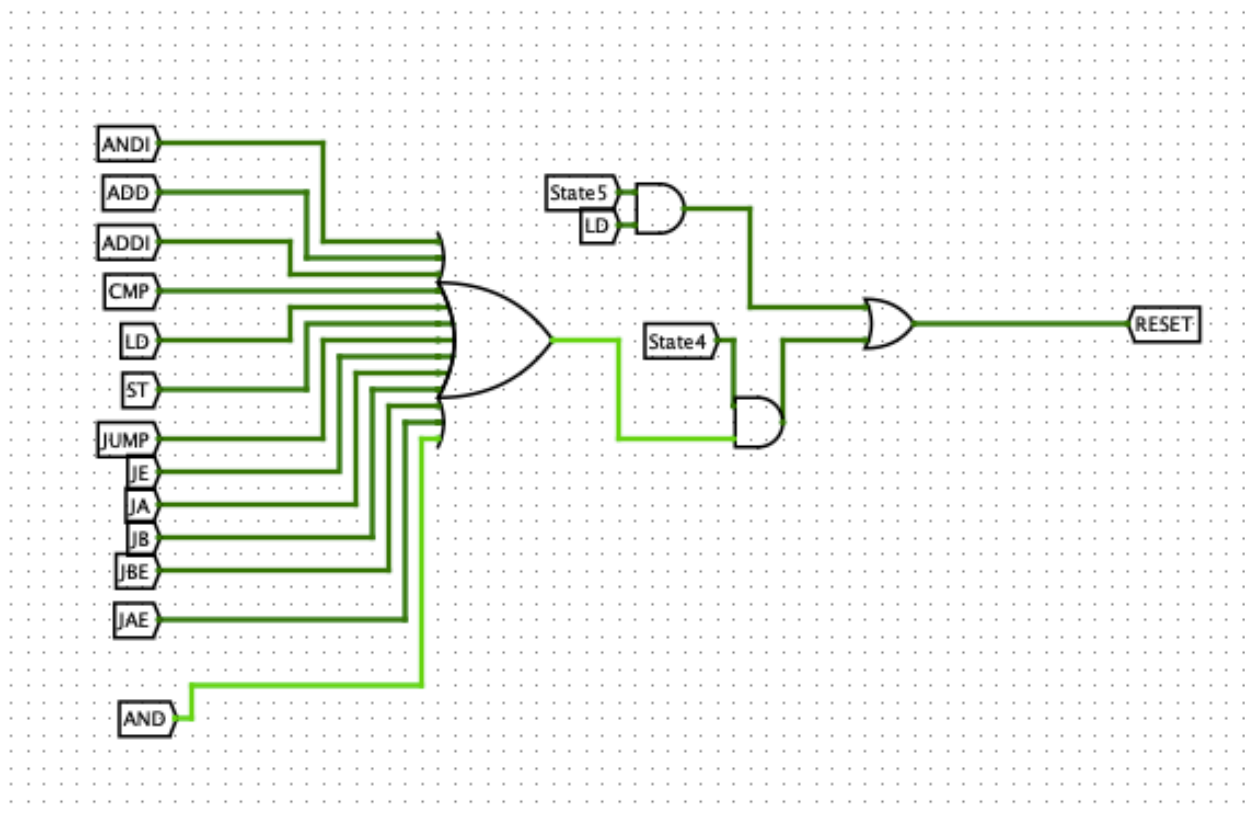 ANDI
ADD
ADDI
CMP
LD
ST
JUMP
JE
JA
JB
JBE
JAE
AND
State5
LD
State4
RESET